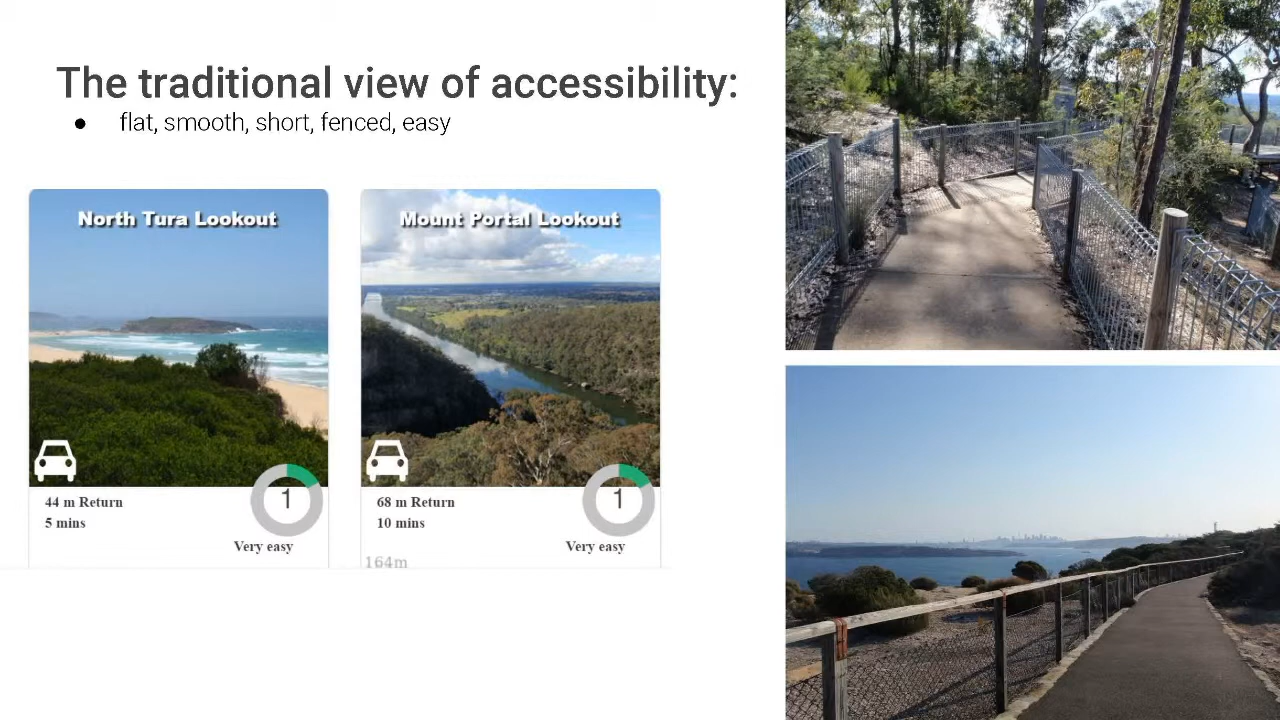 The traditional view of accessibility:
● flat, smooth, short, fenced, easy
North Tura Lookout
44 m Return
5 mins
1
Very easy
Mount Portal Lookout
68 m Return
10 mins
1
Very easy
164m